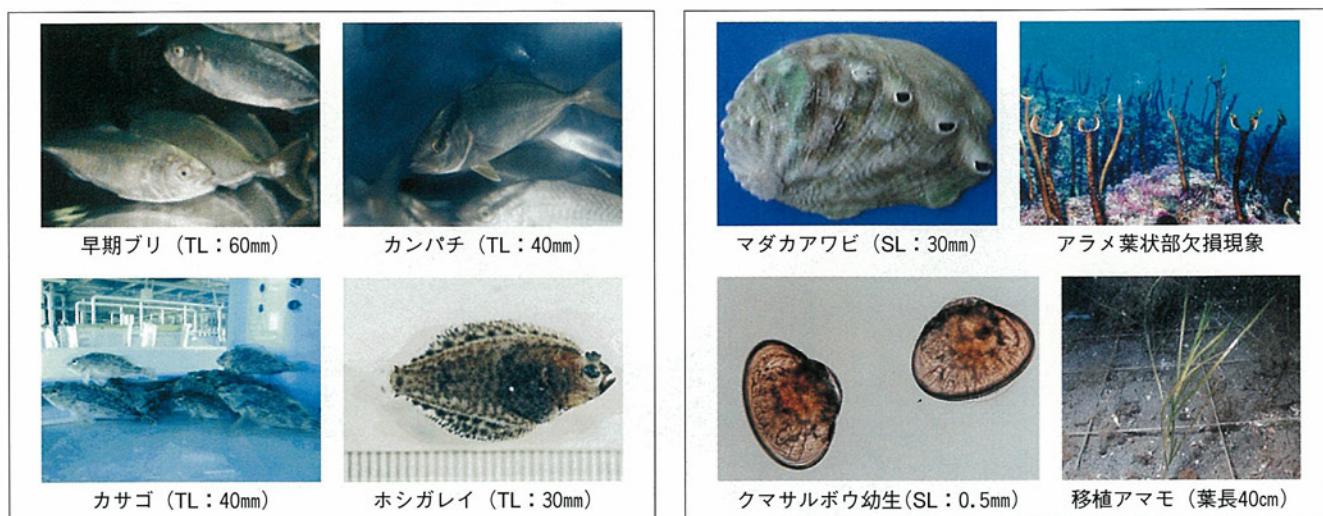 早期ブリ（TL：60㎜）
カンパチ（TL：40㎜）
カサゴ（TL：40㎜）
ホシガレイ（TL：30㎜）
マダカアワビ（SL：30㎜）
アラメ葉状部欠損現象
クマサルボウ幼生（SL：0.5㎜）
移植アマモ（葉長40㎝）